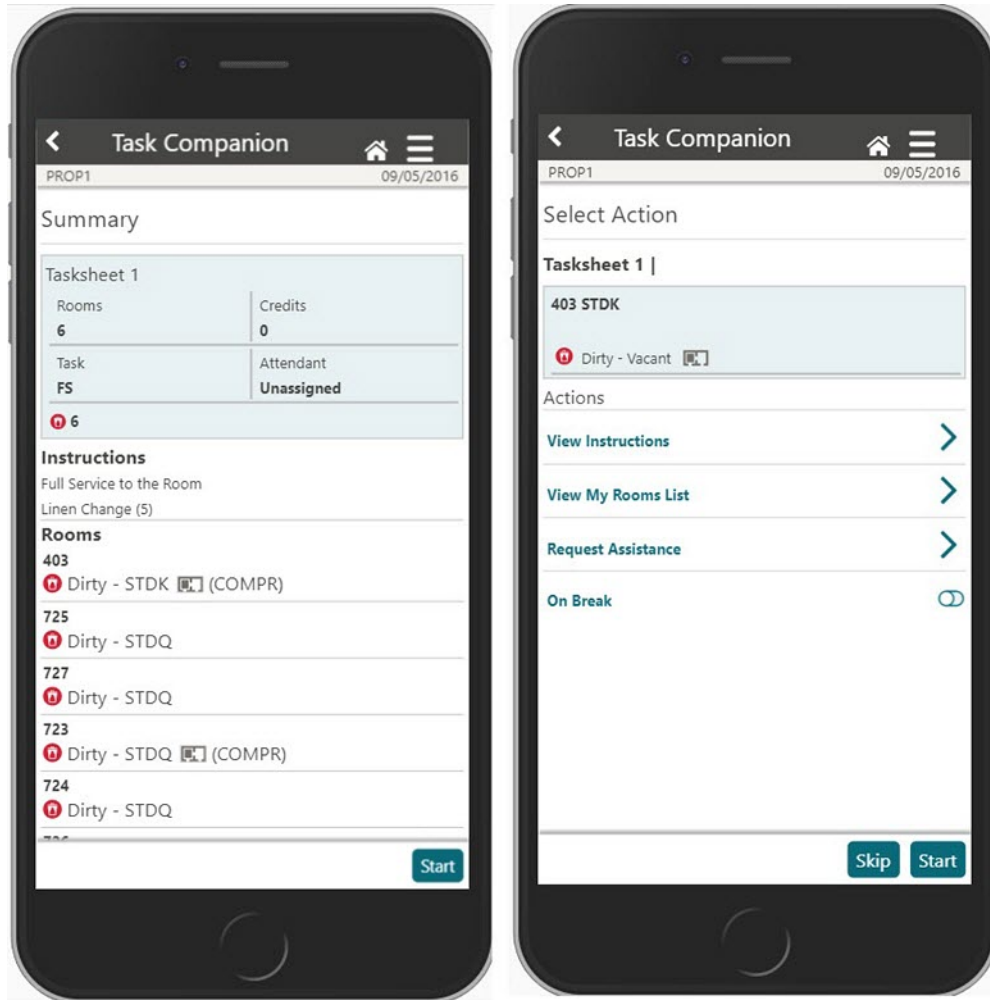 Task Companion
PROP1 09/05/2016
Summary
Tasksheet 1
Rooms Credits
6 0
Task Attendant
FS Unassigned
6
Instructions
Full Service to the Room
Linen Change (5)
Rooms
403
Dirty - STDK (COMPR)
725
Dirty - STDQ
727
Dirty - STDQ
723
Dirty - STDQ (COMPR)
724
Dirty - STDQ
Start
Task Companion
PROP1 09/05/2016
Select Action
Tasksheet 1 |
403 STDK
Dirty - Vacant
Actions
View Instructions
View My Rooms List
Request Assistance
On Break
Skip Start